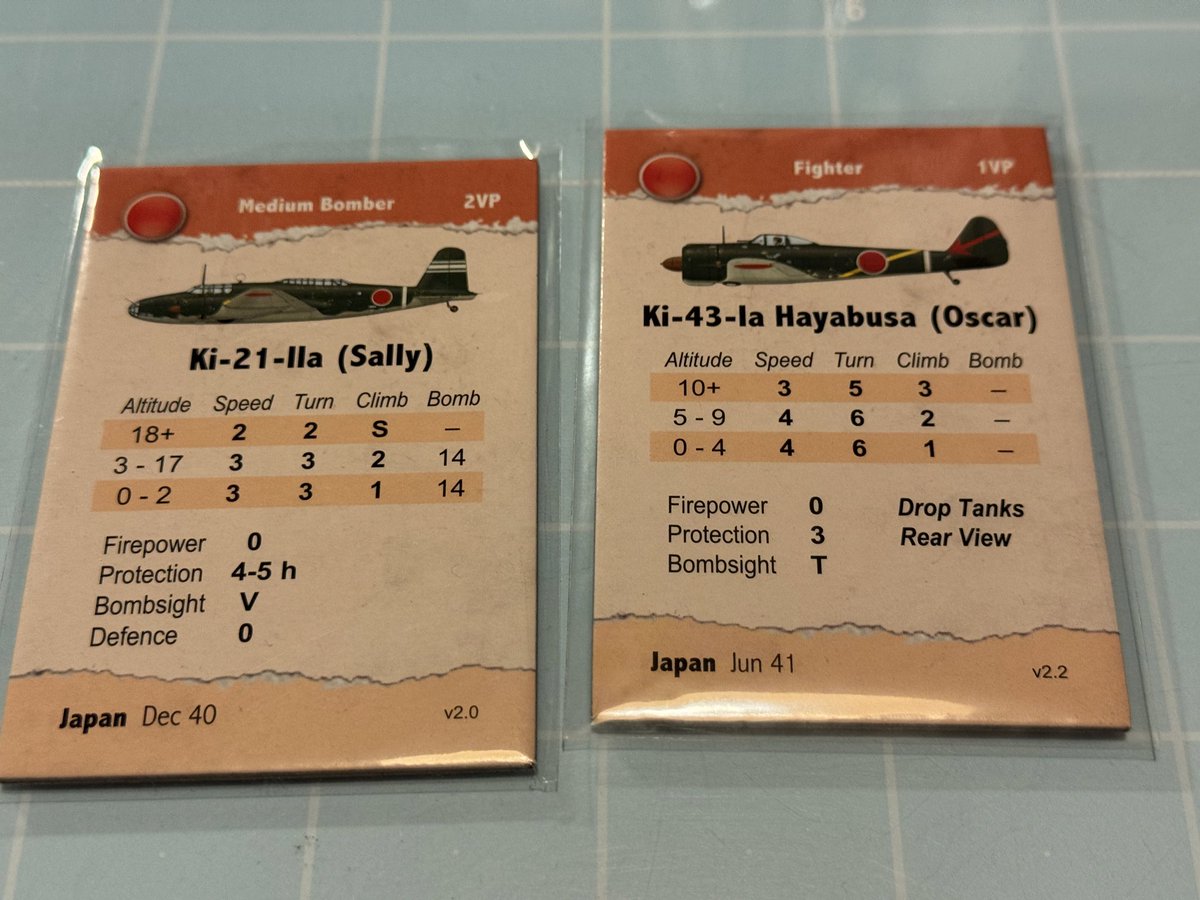 Medium Bomber 2VP
Ki-21-IIa (Sally)
Altitude Speed Turn Climb Bomb
18+ 2 2 S –
3 - 17 3 3 2 14
0 - 2 3 3 1 14
Firepower 0
Protection 4-5 h
Bombsight V
Defence 0
Japan Dec 40 v2.0
Fighter 1VP
Ki-43-Ia Hayabusa (Oscar)
Altitude Speed Turn Climb Bomb
10+ 3 5 3 –
5 - 9 4 6 2 –
0 - 4 4 6 1 –
Firepower 0 Drop Tanks
Protection 3 Rear View
Bombsight T
Japan Jun 41 v2.2